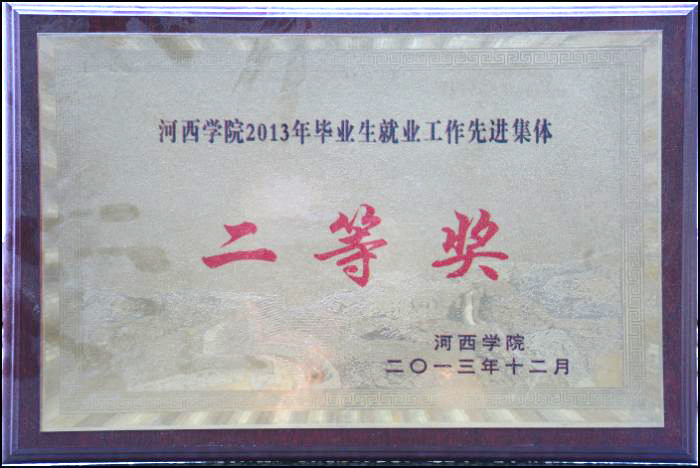 河西学院2013年毕业生就业工作先进集体
二等奖
河西学院
二〇一三年十二月